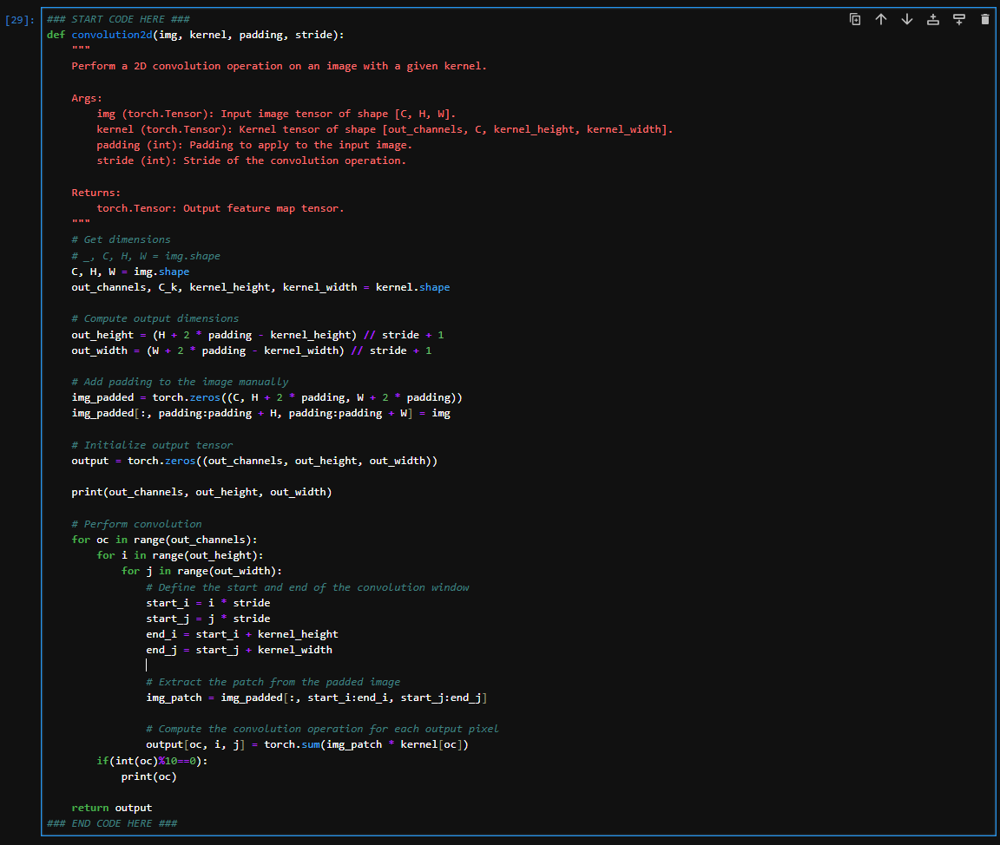 [29]:
### START CODE HERE ###
def convolution2d(img, kernel, padding, stride):
    """
    Perform a 2D convolution operation on an image with a given kernel.

    Args:
        img (torch.Tensor): Input image tensor of shape [C, H, W].
        kernel (torch.Tensor): Kernel tensor of shape [out_channels, C, kernel_height, kernel_width].
        padding (int): Padding to apply to the input image.
        stride (int): Stride of the convolution operation.

    Returns:
        torch.Tensor: Output feature map tensor.
    """
    # Get dimensions
    # _, C, H, W = img.shape
    C, H, W = img.shape
    out_channels, C_k, kernel_height, kernel_width = kernel.shape

    # Compute output dimensions
    out_height = (H + 2 * padding - kernel_height) // stride + 1
    out_width = (W + 2 * padding - kernel_width) // stride + 1

    # Add padding to the image manually
    img_padded = torch.zeros((C, H + 2 * padding, W + 2 * padding))
    img_padded[:, padding:padding + H, padding:padding + W] = img

    # Initialize output tensor
    output = torch.zeros((out_channels, out_height, out_width))

    print(out_channels, out_height, out_width)

    # Perform convolution
    for oc in range(out_channels):
        for i in range(out_height):
            for j in range(out_width):
                # Define the start and end of the convolution window
                start_i = i * stride
                start_j = j * stride
                end_i = start_i + kernel_height
                end_j = start_j + kernel_width

                # Extract the patch from the padded image
                img_patch = img_padded[:, start_i:end_i, start_j:end_j]

                # Compute the convolution operation for each output pixel
                output[oc, i, j] = torch.sum(img_patch * kernel[oc])
        if(int(oc)%10==0):
            print(oc)

    return output
### END CODE HERE ###